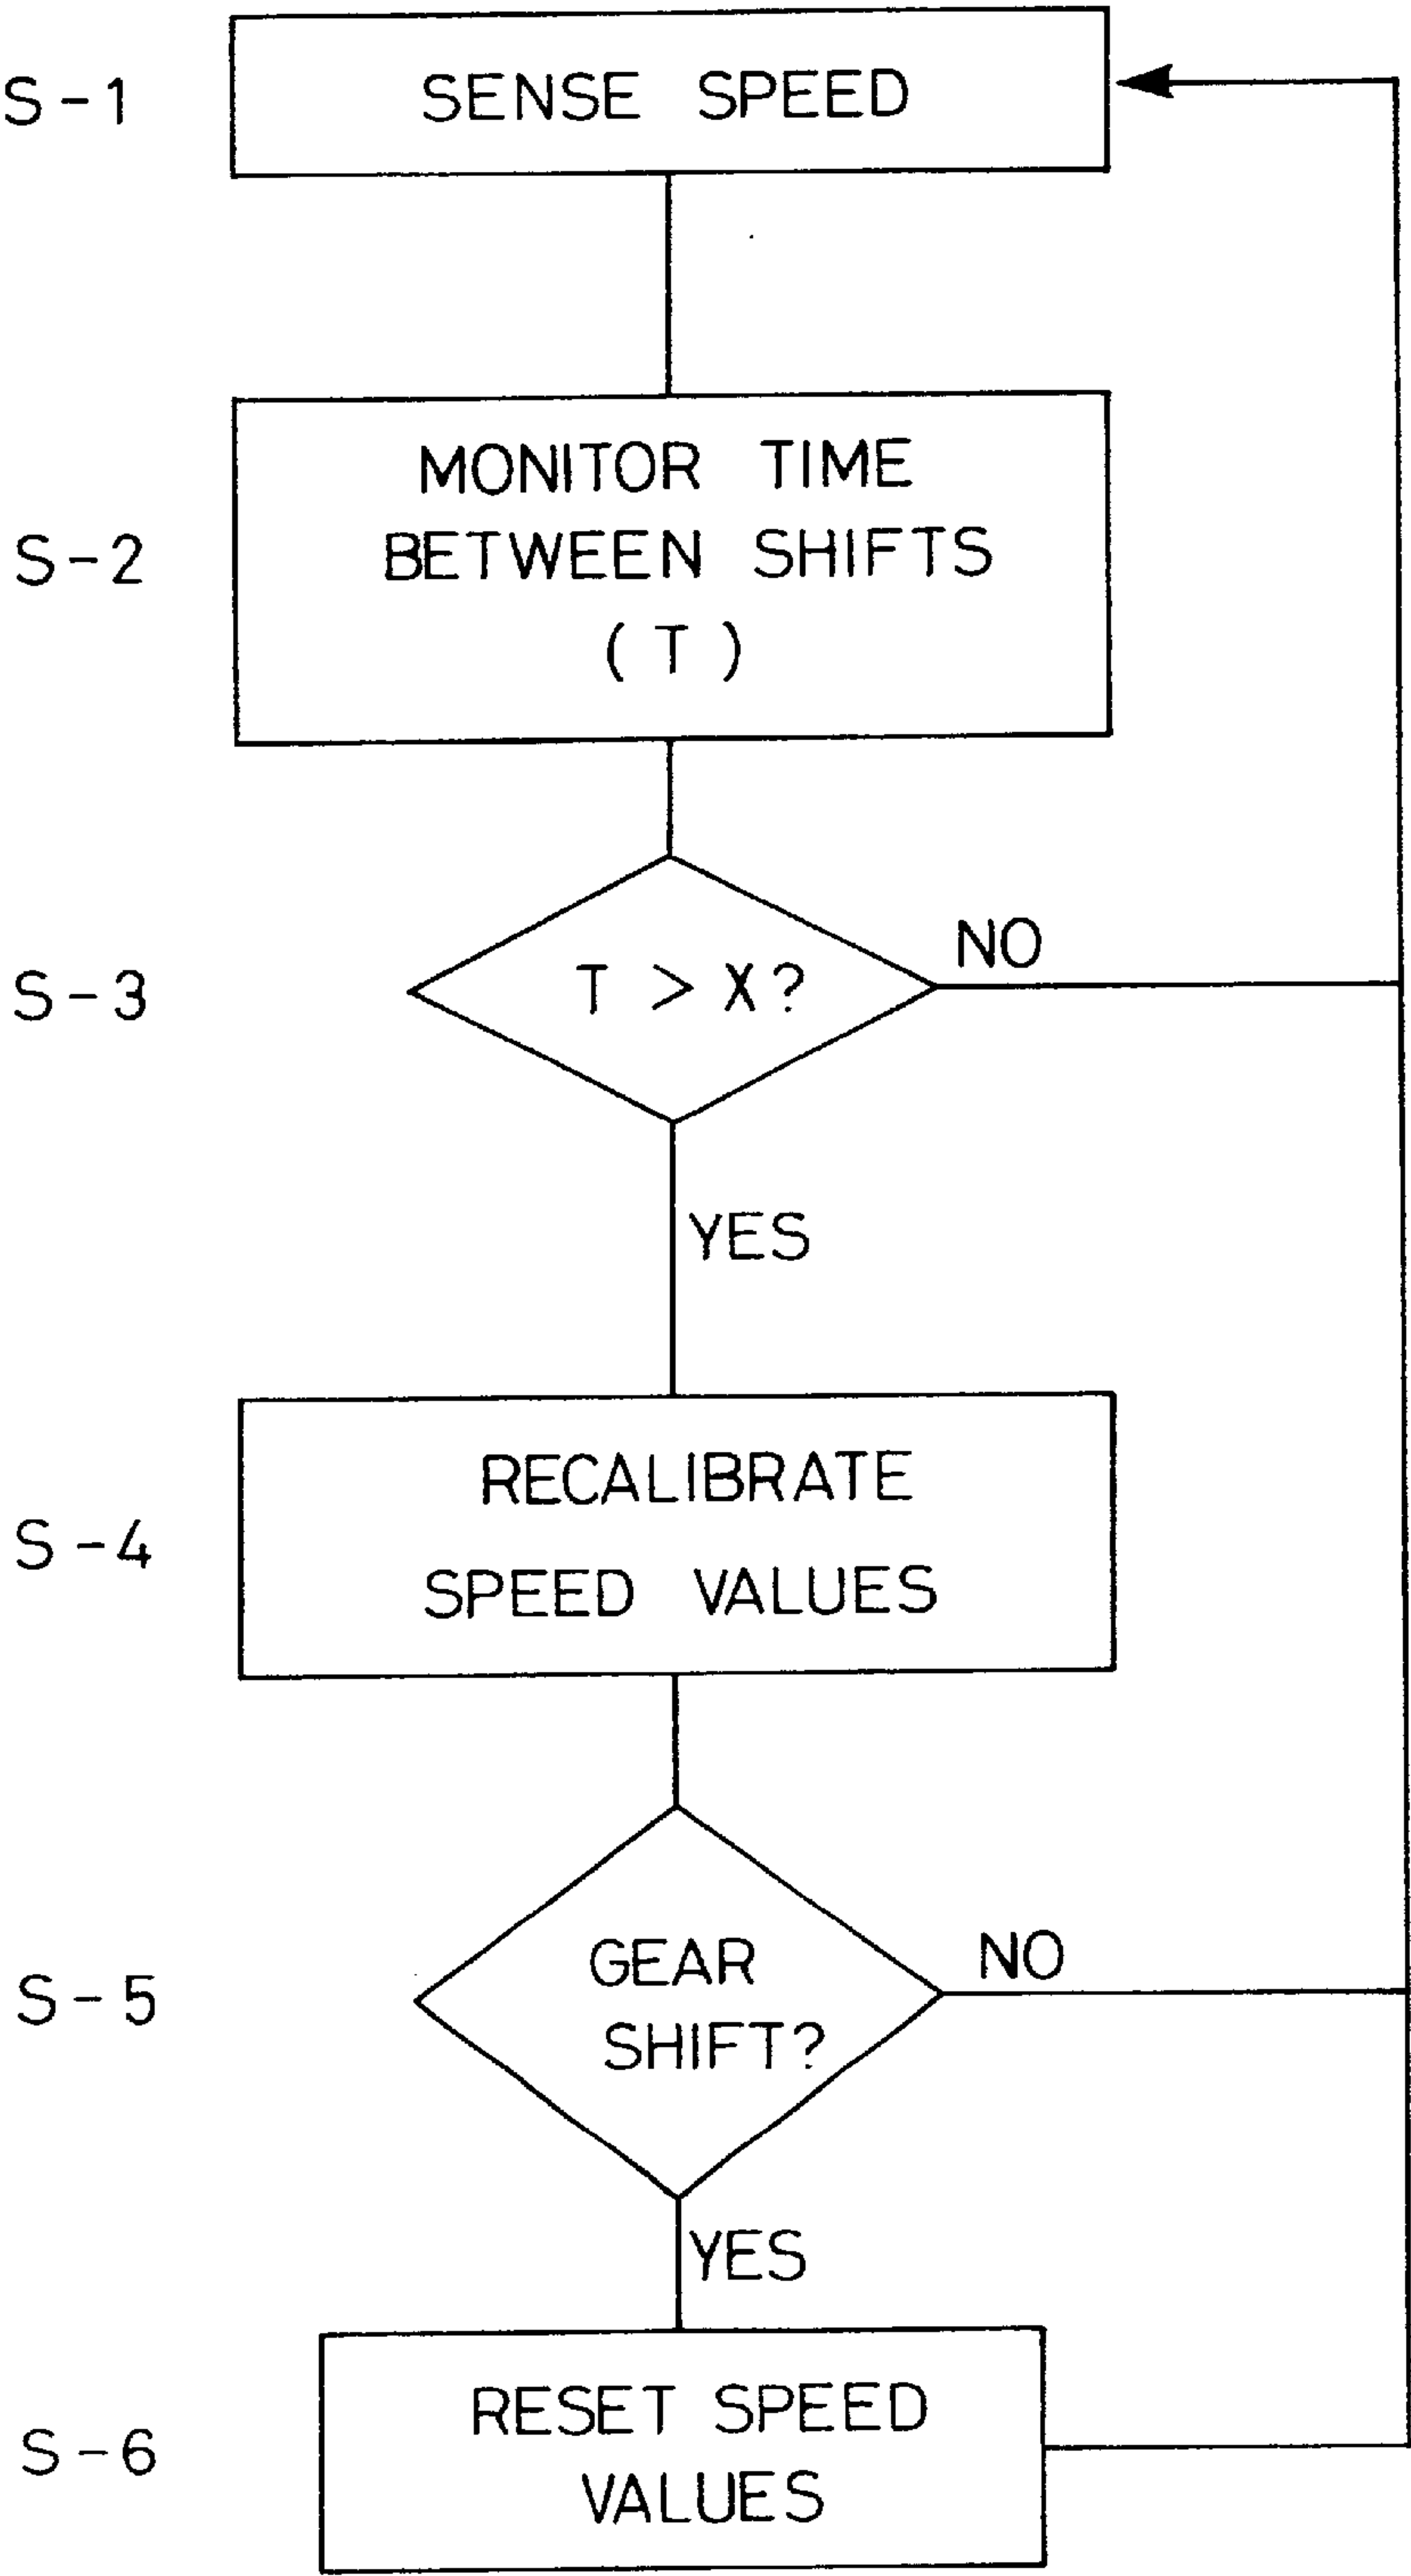 S-1
SENSE SPEED
S-2
MONITOR TIME
BETWEEN SHIFTS
(T)
S-3
T > X?
NO
YES
S-4
RECALIBRATE
SPEED VALUES
S-5
GEAR
SHIFT?
NO
YES
S-6
RESET SPEED
VALUES